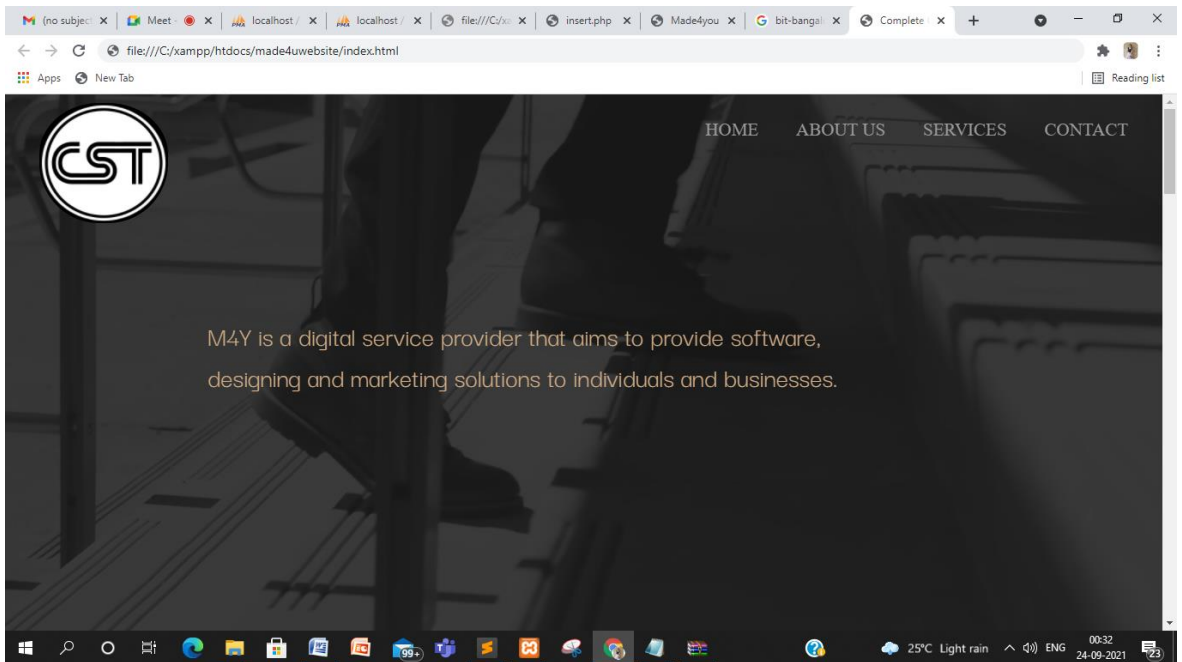 (no subject
Meet -
localhost /
localhost /
file:///C:/xa
insert.php
Made4you
bit-bangal
Complete
file:///C:/xampp/htdocs/made4uwebsite/index.html
Apps
New Tab
Reading list
CST
HOME
ABOUT US
SERVICES
CONTACT
M4Y is a digital service provider that aims to provide software,
designing and marketing solutions to individuals and businesses.
99+
25°C Light rain
ENG
00:32
24-09-2021
23